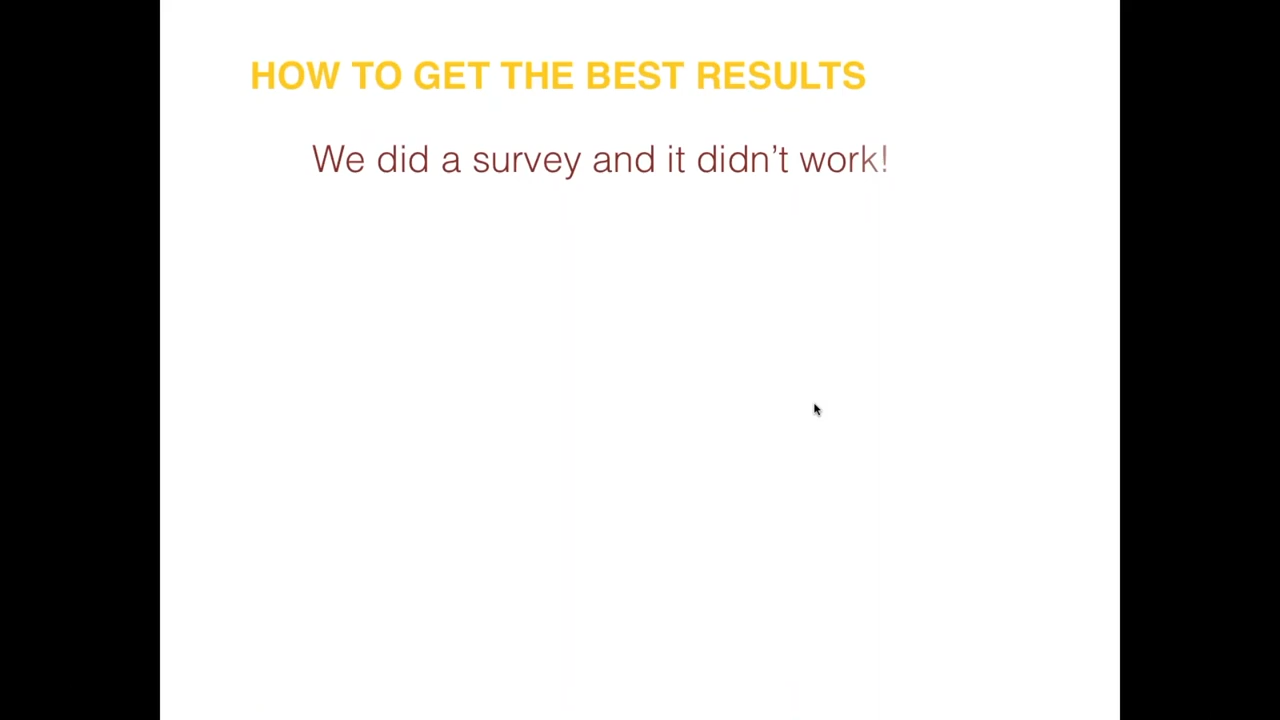 HOW TO GET THE BEST RESULTS
We did a survey and it didn’t work!